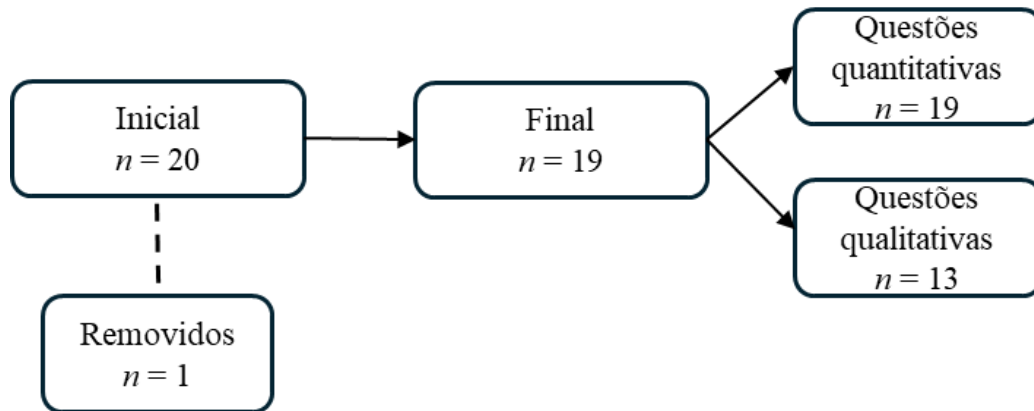 Inicial
n = 20
Removidos
n = 1
Final
n = 19
Questões
quantitativas
n = 19
Questões
qualitativas
n = 13